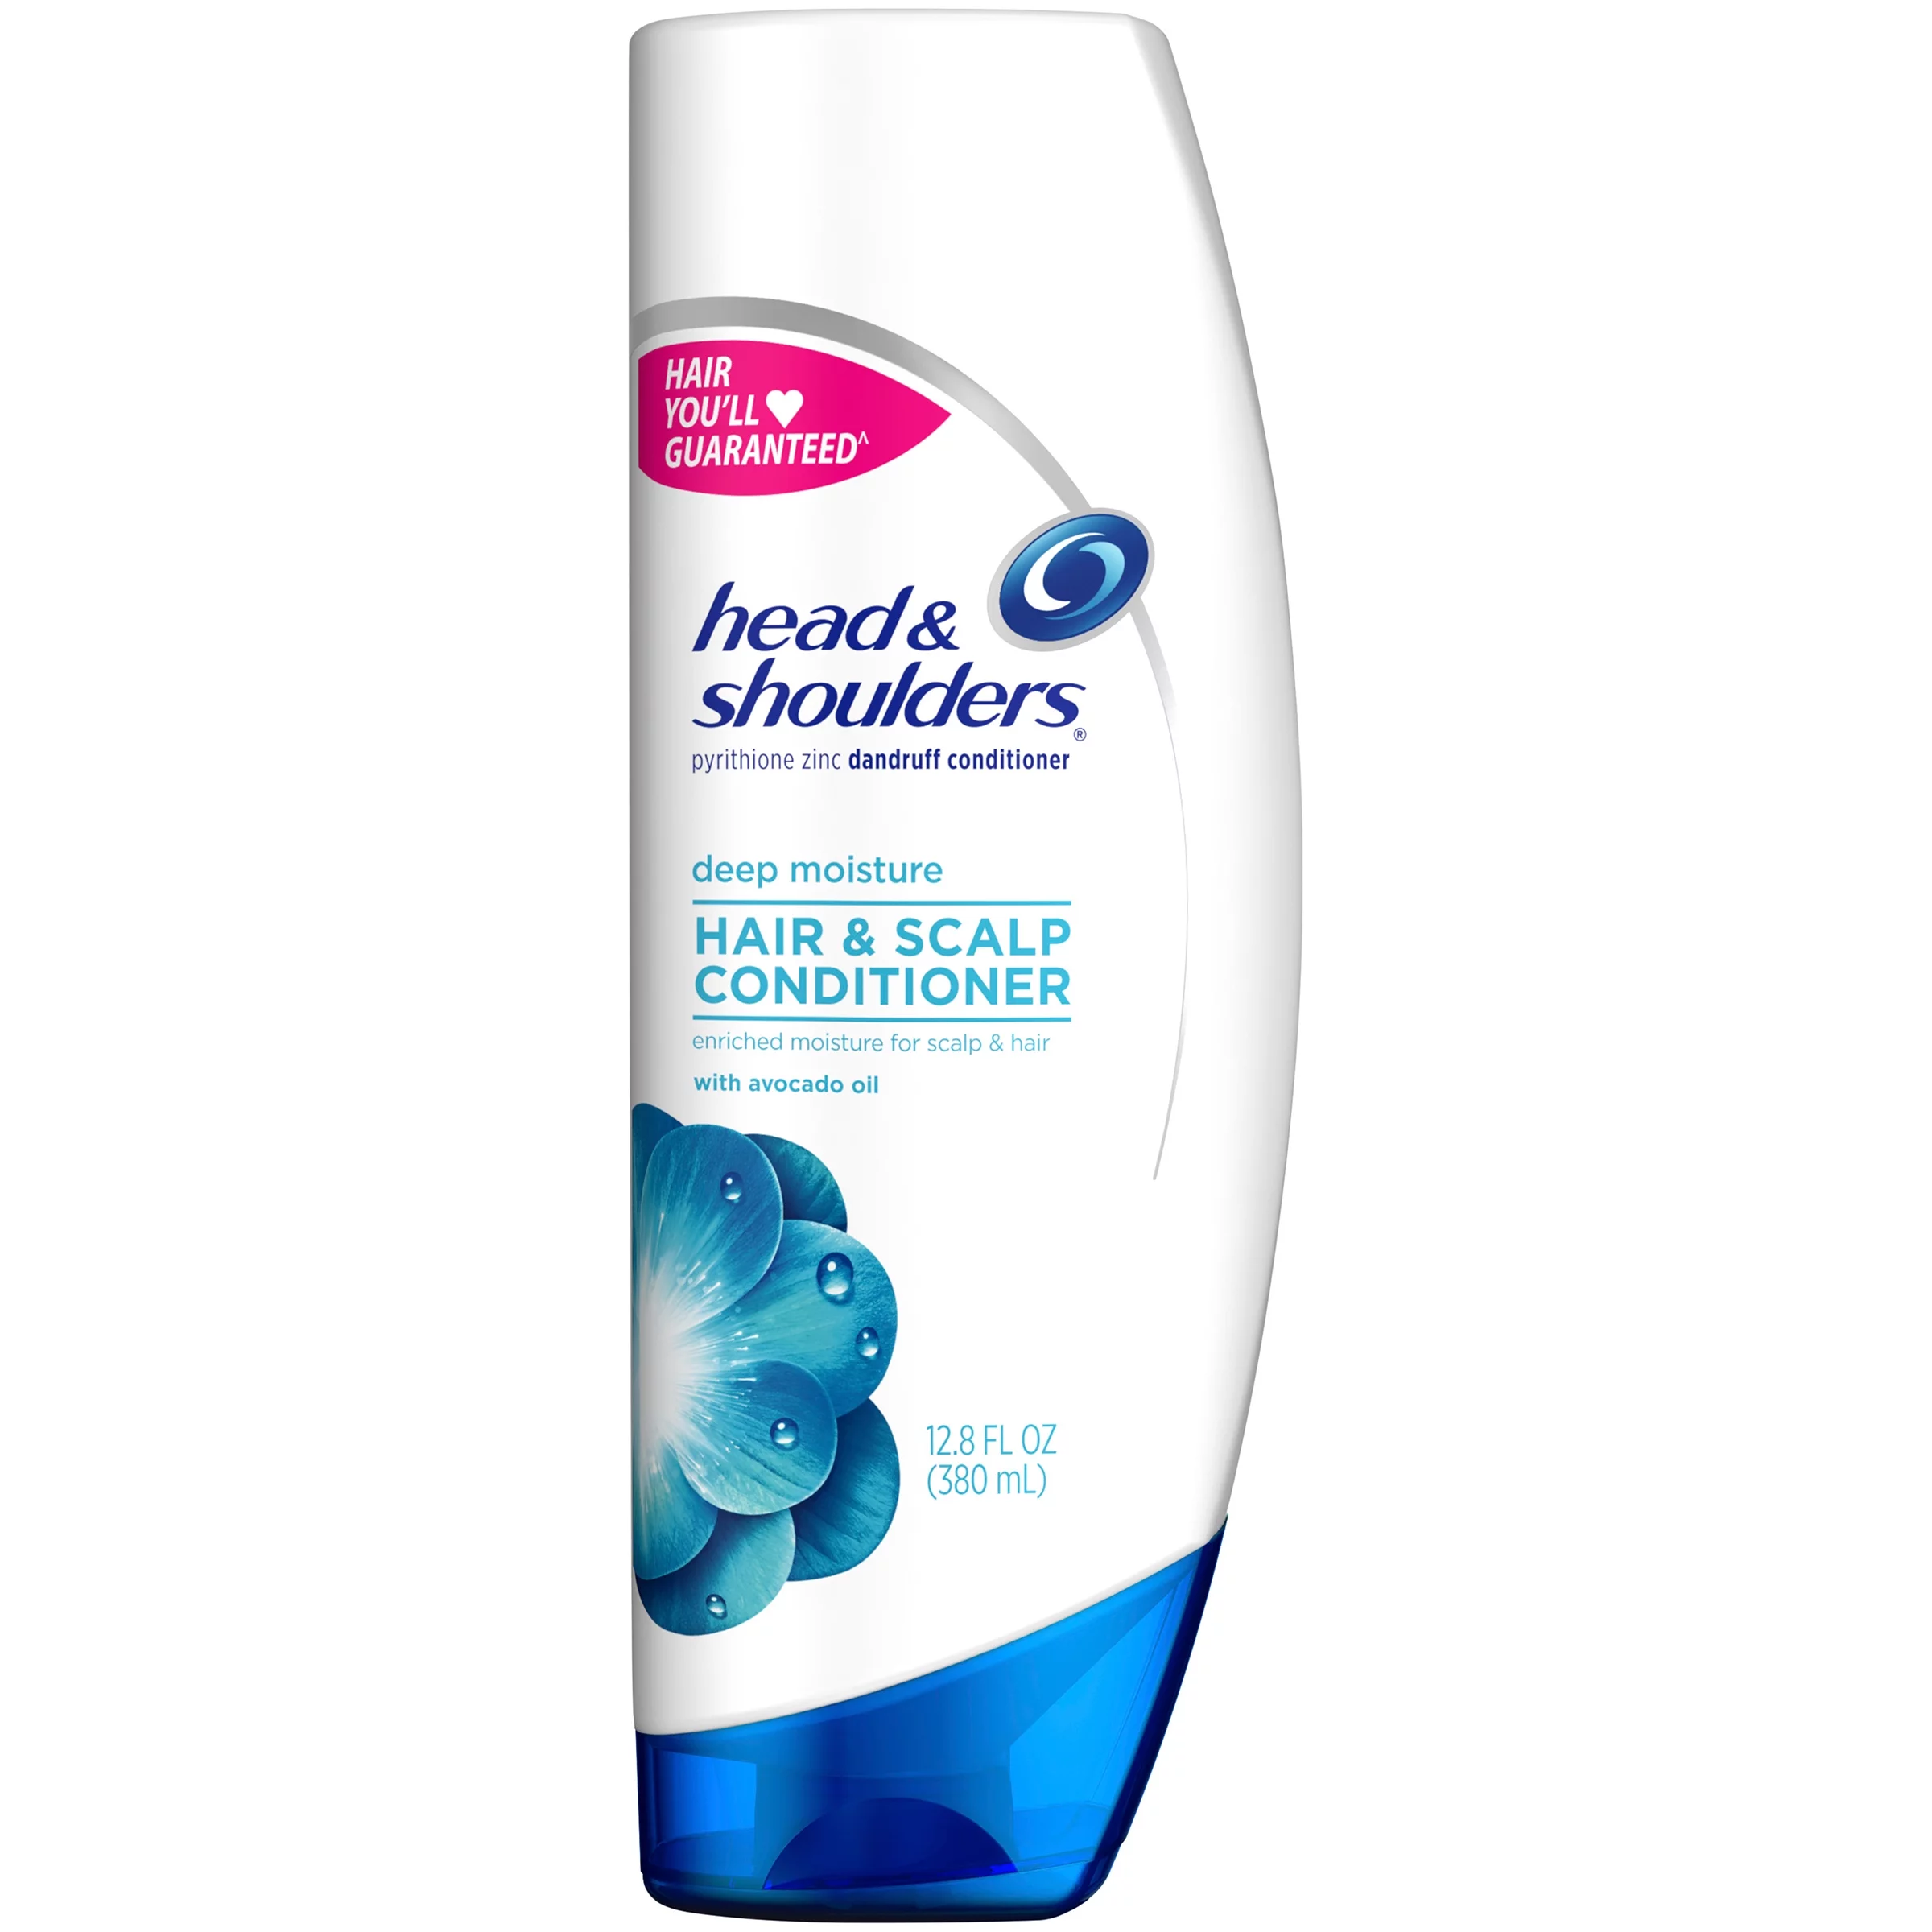 HAIR
YOU'LL ♥
GUARANTEED^
head &
shoulders®
pyrithione zinc dandruff conditioner
deep moisture
HAIR & SCALP
CONDITIONER
enriched moisture for scalp & hair
with avocado oil
12.8 FL OZ
(380 mL)